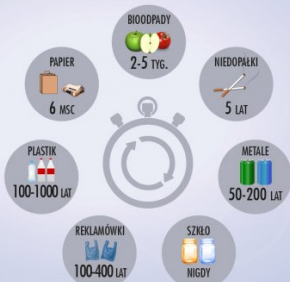 BIOODPADY
2-5 TYG.
PAPIER
6 MSC
NIEDOPAŁKI
5 LAT
PLASTIK
100-1000 LAT
METALE
50-200 LAT
REKLAMÓWKI
100-400 LAT
SZKŁO
NIGDY